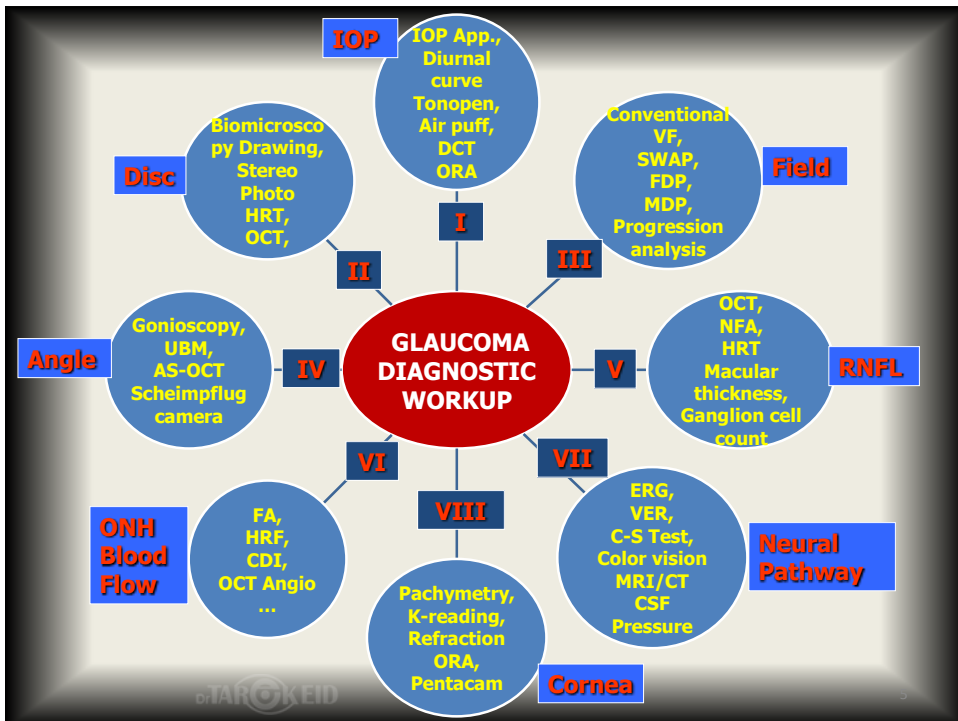 IOP
IOP App.,
Diurnal
curve
Tonopen,
Air puff,
DCT
ORA
I
Disc
Biomicrosco
py Drawing,
Stereo
Photo
HRT,
OCT,
II
Conventional
VF,
SWAP,
FDP,
MDP,
Progression
analysis
Field
III
Angle
Gonioscopy,
UBM,
AS-OCT
Scheimpflug
camera
IV
GLAUCOMA
DIAGNOSTIC
WORKUP
V
OCT,
NFA,
HRT
Macular
thickness,
Ganglion cell
count
RNFL
VI
ONH
Blood
Flow
FA,
HRF,
CDI,
OCT Angio
...
VII
ERG,
VER,
C-S Test,
Color vision
MRI/CT
CSF
Pressure
Neural
Pathway
VIII
Pachymetry,
K-reading,
Refraction
ORA,
Pentacam
Cornea
Dr TAROKEID